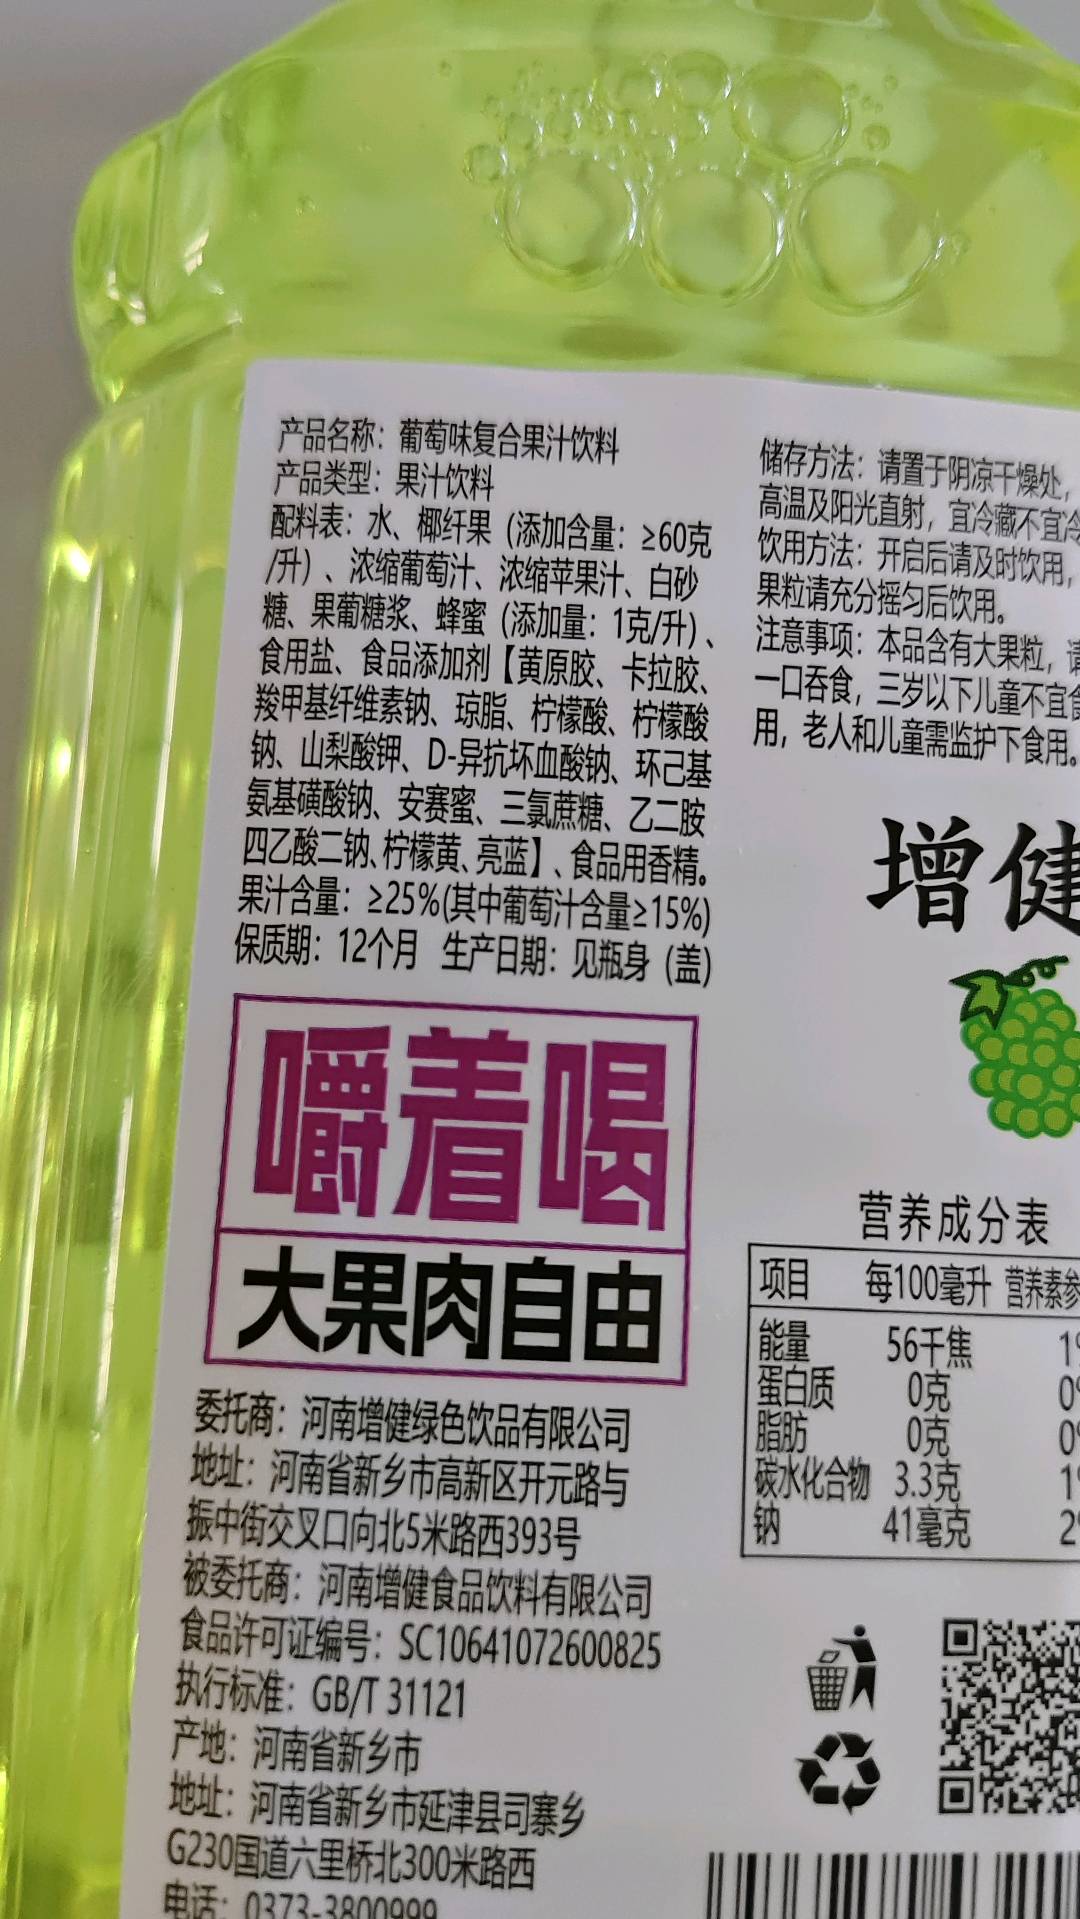 产品名称：葡萄味复合果汁饮料
产品类型：果汁饮料
配料表：水、椰纤果（添加含量：≥60克
/升）、浓缩葡萄汁、浓缩苹果汁、白砂
糖、果葡糖浆、蜂蜜（添加量：1克/升）、
食用盐、食品添加剂【黄原胶、卡拉胶、
羧甲基纤维素钠、琼脂、柠檬酸、柠檬酸
钠、山梨酸钾、D-异抗坏血酸钠、环己基
氨基磺酸钠、安赛蜜、三氯蔗糖、乙二胺
四乙酸二钠、柠檬黄、亮蓝】、食品用香精。
果汁含量：≥25%(其中葡萄汁含量≥15%)
保质期：12个月 生产日期：见瓶身（盖）
嚼着喝
大果肉自由
委托商：河南增健绿色饮品有限公司
地址：河南省新乡市高新区开元路与
振中街交叉口向北5米路西393号
被委托商：河南增健食品饮料有限公司
食品许可证编号：SC10641072600825
执行标准：GB/T 31121
产地：河南省新乡市
地址：河南省新乡市延津县司寨乡
G230国道六里桥北300米路西
电话：0373-3800999
储存方法：请置于阴凉干燥处，
高温及阳光直射，宜冷藏不宜冷
饮用方法：开启后请及时饮用，
果粒请充分摇匀后饮用。
注意事项：本品含有大果粒，请
一口吞食，三岁以下儿童不宜食
用，老人和儿童需监护下食用。
增健
营养成分表
项目 每100毫升 营养素参
能量 56千焦 1%
蛋白质 0克 0%
脂肪 0克 0%
碳水化合物 3.3克 1%
钠 41毫克 2%